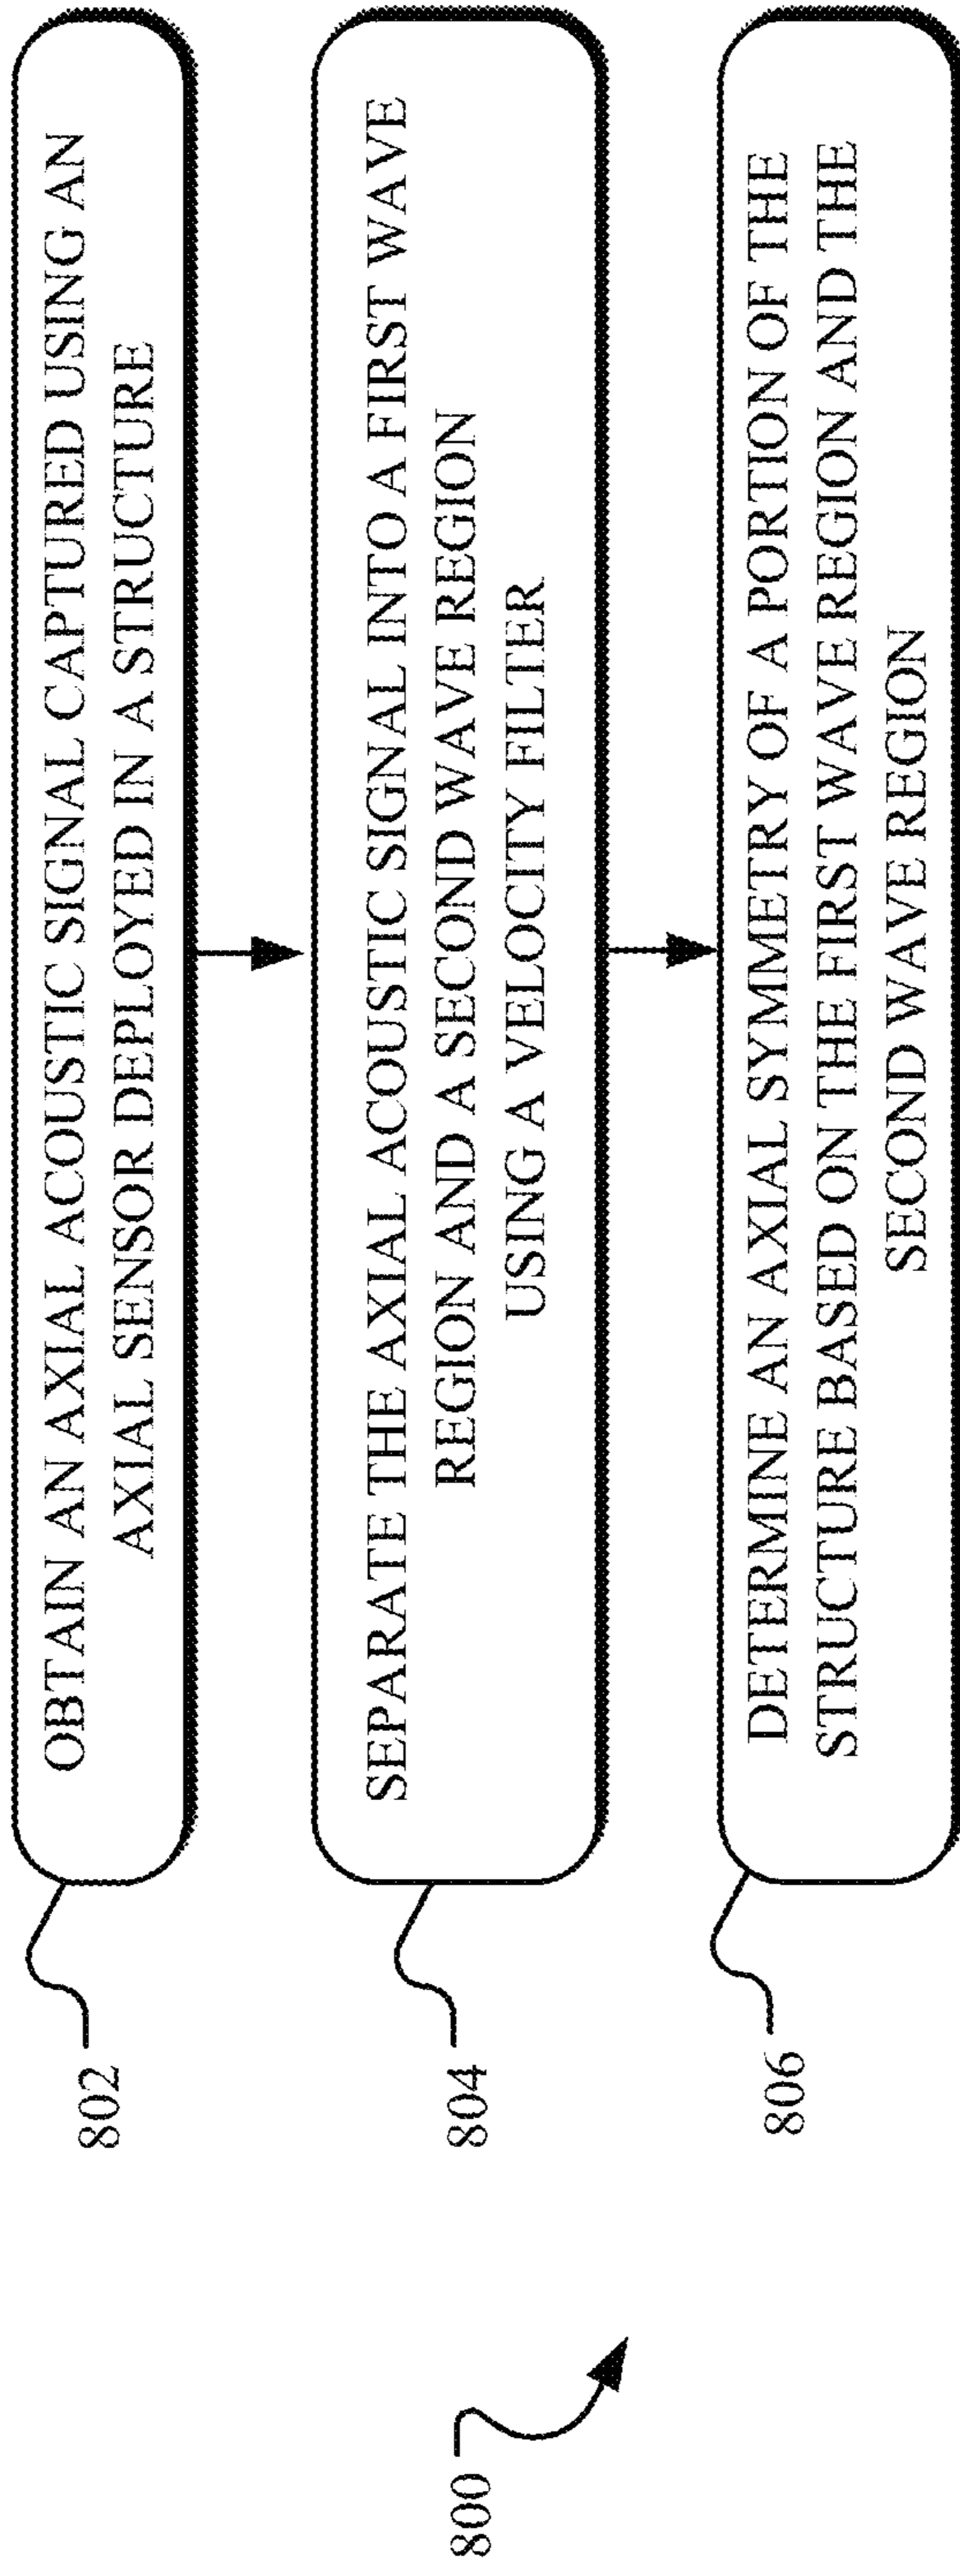 800
802
OBTAIN AN AXIAL ACOUSTIC SIGNAL CAPTURED USING AN
AXIAL SENSOR DEPLOYED IN A STRUCTURE
804
SEPARATE THE AXIAL ACOUSTIC SIGNAL INTO A FIRST WAVE
REGION AND A SECOND WAVE REGION
USING A VELOCITY FILTER
806
DETERMINE AN AXIAL SYMMETRY OF A PORTION OF THE
STRUCTURE BASED ON THE FIRST WAVE REGION AND THE
SECOND WAVE REGION